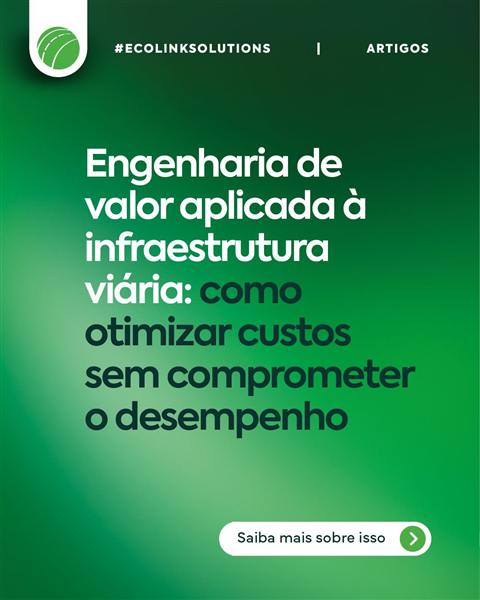 #ECOLINKSOLUTIONS | ARTIGOS
Engenharia de
valor aplicada à
infraestrutura
viária: como
otimizar custos
sem comprometer
o desempenho
Saiba mais sobre isso